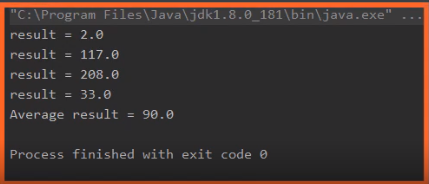 "C:\Program Files\Java\jdk1.8.0_181\bin\java.exe" ...
result = 2.0
result = 117.0
result = 208.0
result = 33.0
Average result = 90.0
Process finished with exit code 0